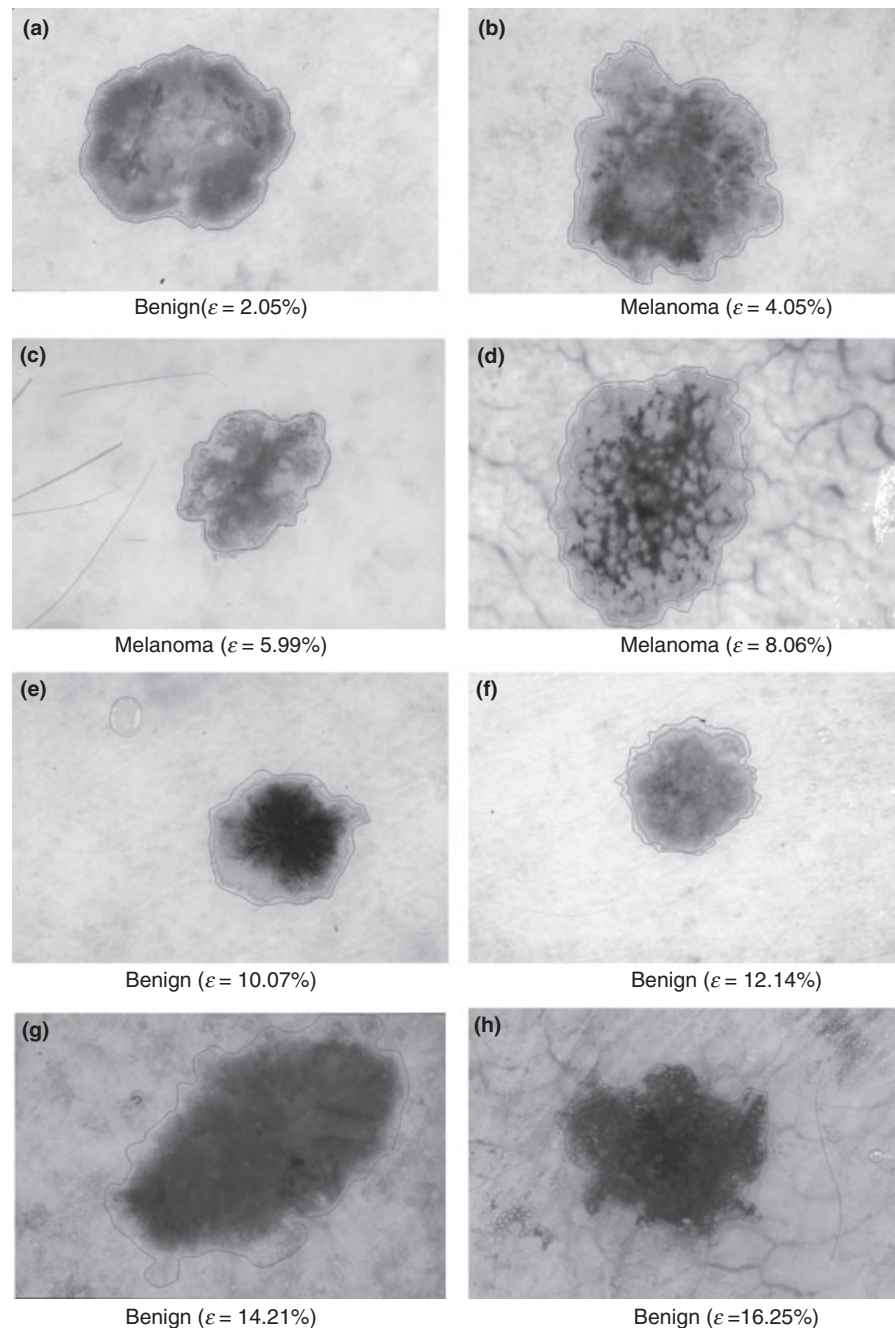 (a)
(b)
Benign(ε = 2.05%)
Melanoma (ε = 4.05%)
(c)
(d)
Melanoma (ε = 5.99%)
Melanoma (ε = 8.06%)
(e)
(f)
Benign (ε = 10.07%)
Benign (ε = 12.14%)
(g)
(h)
Benign (ε = 14.21%)
Benign (ε =16.25%)